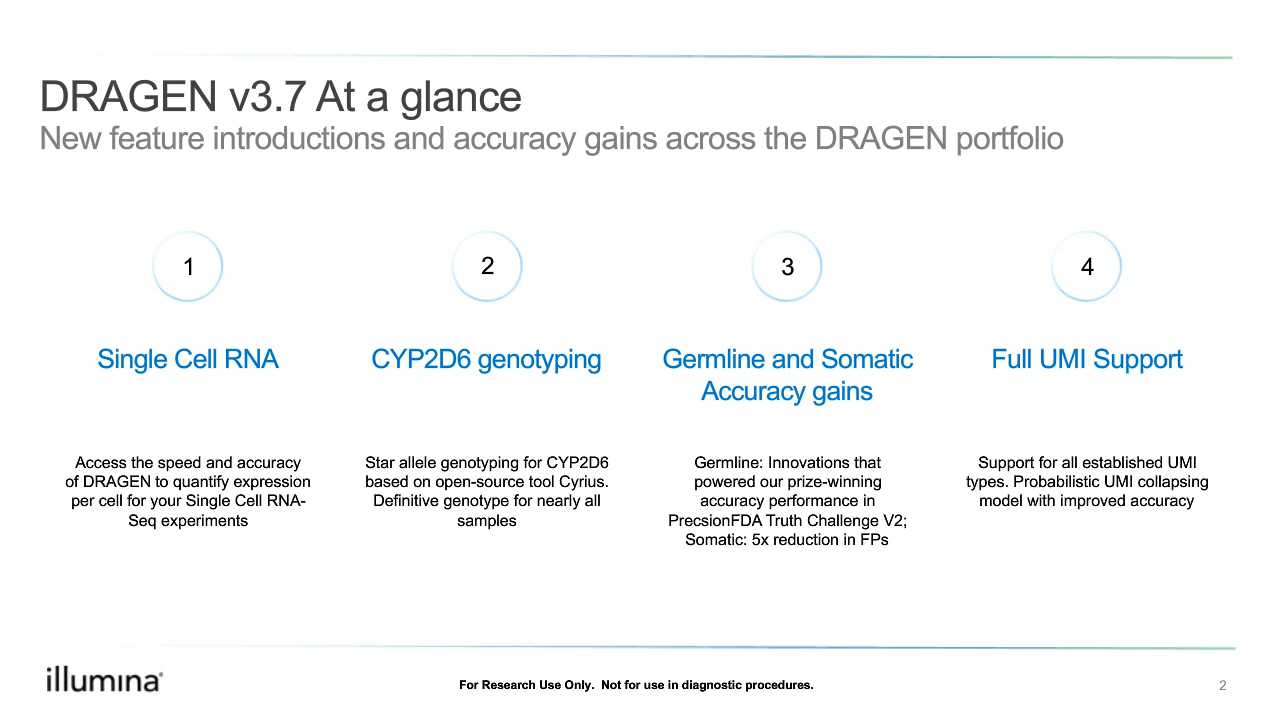 DRAGEN v3.7 At a glance
New feature introductions and accuracy gains across the DRAGEN portfolio
1
Single Cell RNA
Access the speed and accuracy
of DRAGEN to quantify expression
per cell for your Single Cell RNA-
Seq experiments
2
CYP2D6 genotyping
Star allele genotyping for CYP2D6
based on open-source tool Cyrius.
Definitive genotype for nearly all
samples
3
Germline and Somatic
Accuracy gains
Germline: Innovations that
powered our prize-winning
accuracy performance in
PrecsionFDA Truth Challenge V2;
Somatic: 5x reduction in FPs
4
Full UMI Support
Support for all established UMI
types. Probabilistic UMI collapsing
model with improved accuracy
illumina®
For Research Use Only.  Not for use in diagnostic procedures.
2